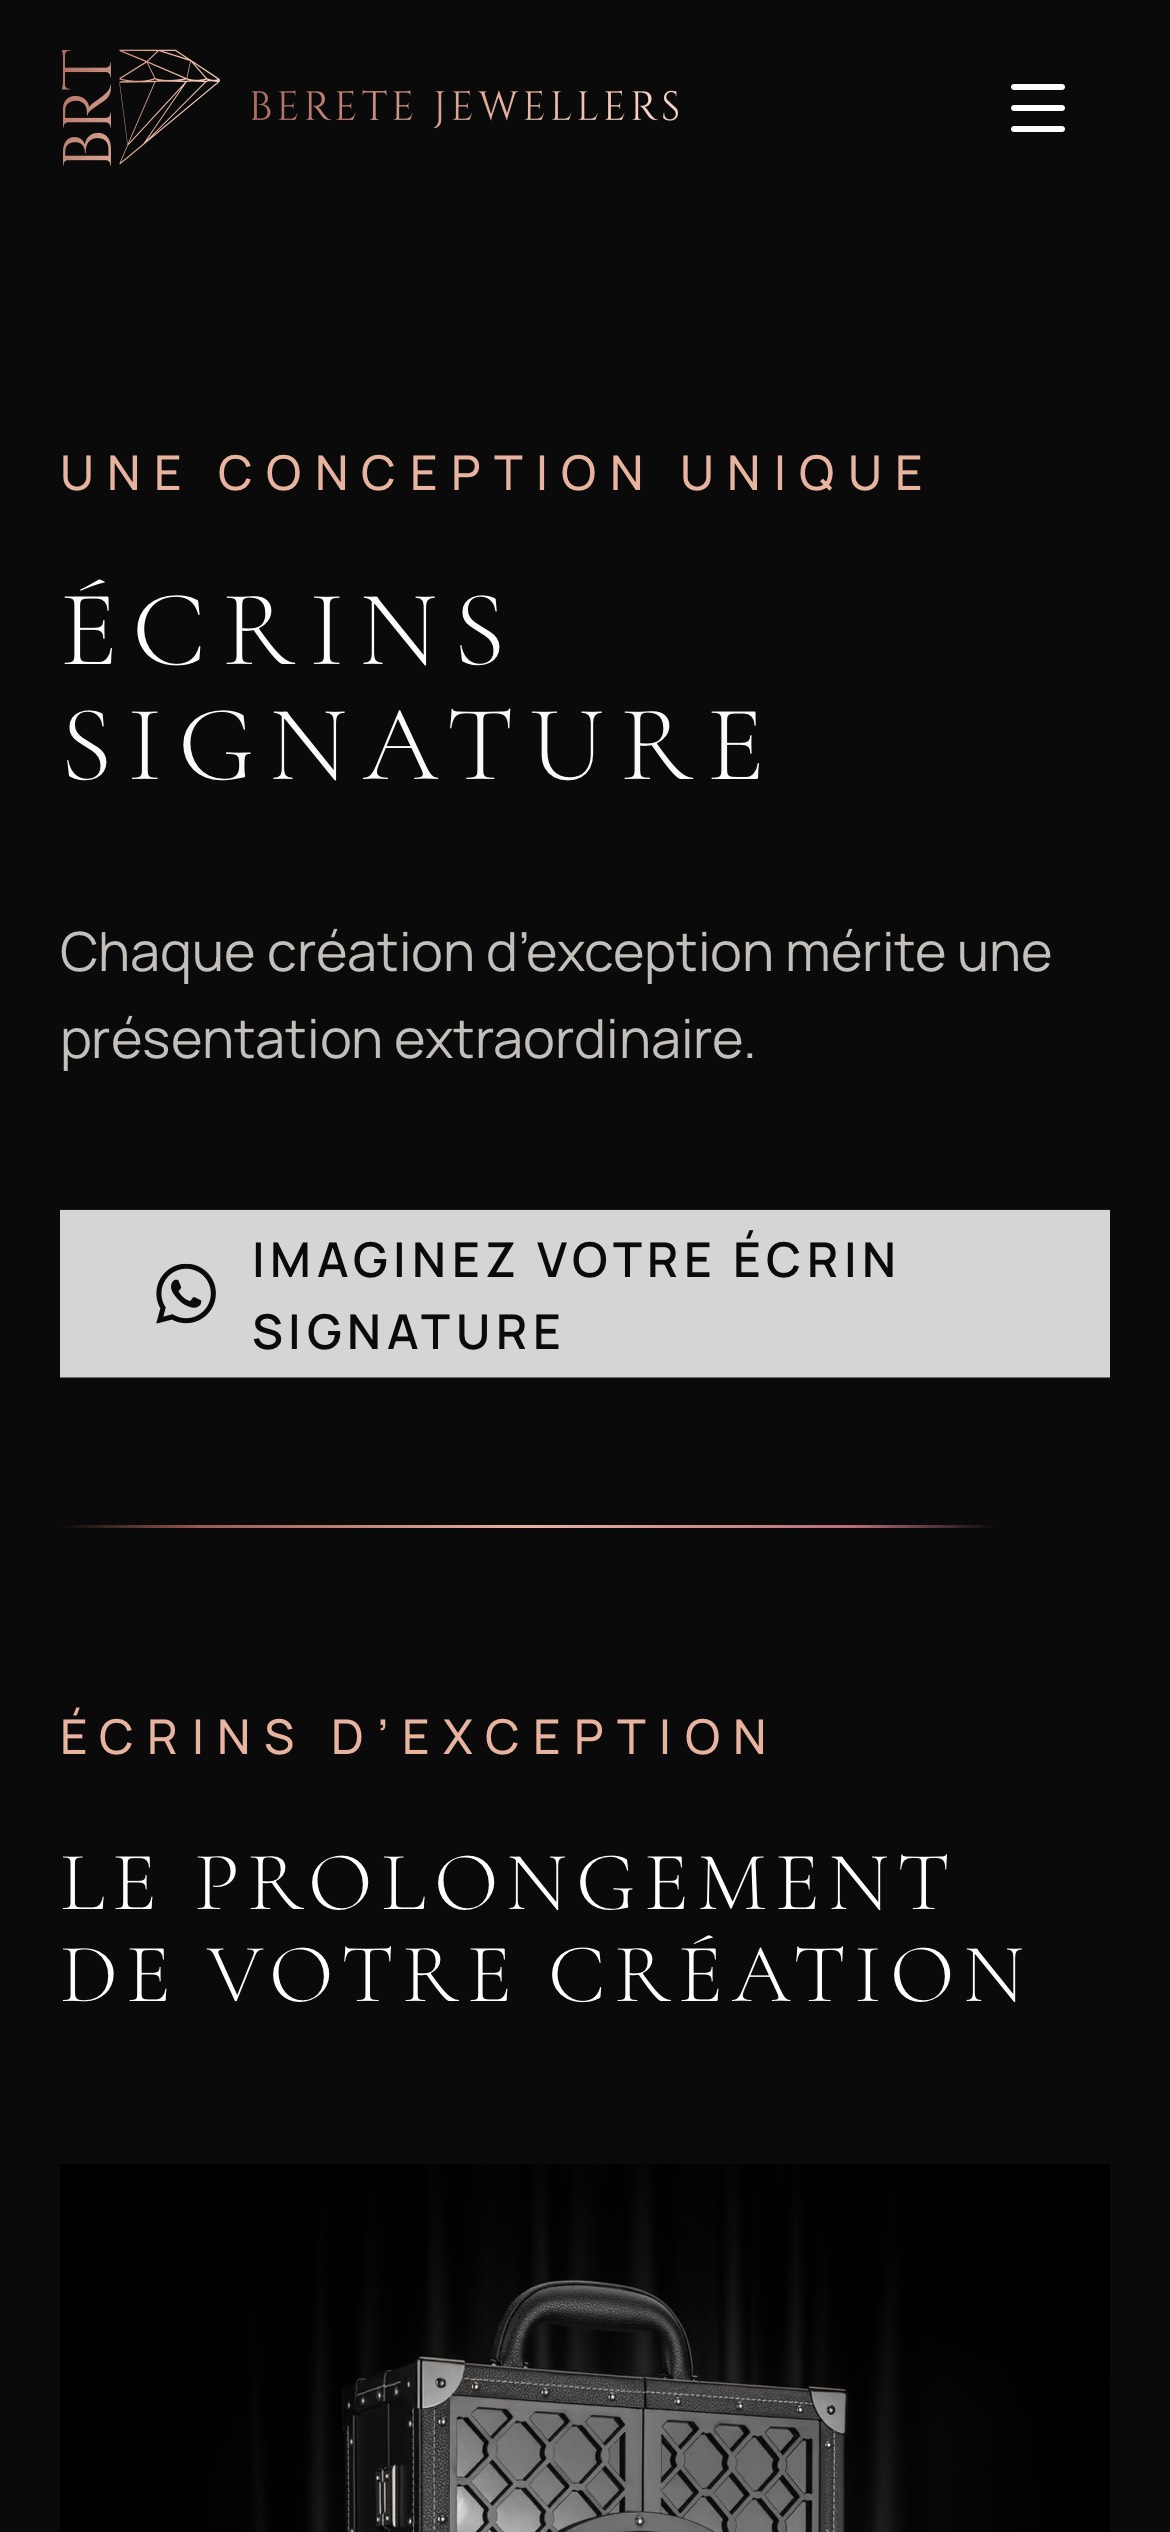 BRT
BERETE JEWELLERS
UNE CONCEPTION UNIQUE
ÉCRINS
SIGNATURE
Chaque création d’exception mérite une
présentation extraordinaire.
IMAGINEZ VOTRE ÉCRIN
SIGNATURE
ÉCRINS D’EXCEPTION
LE PROLONGEMENT
DE VOTRE CRÉATION